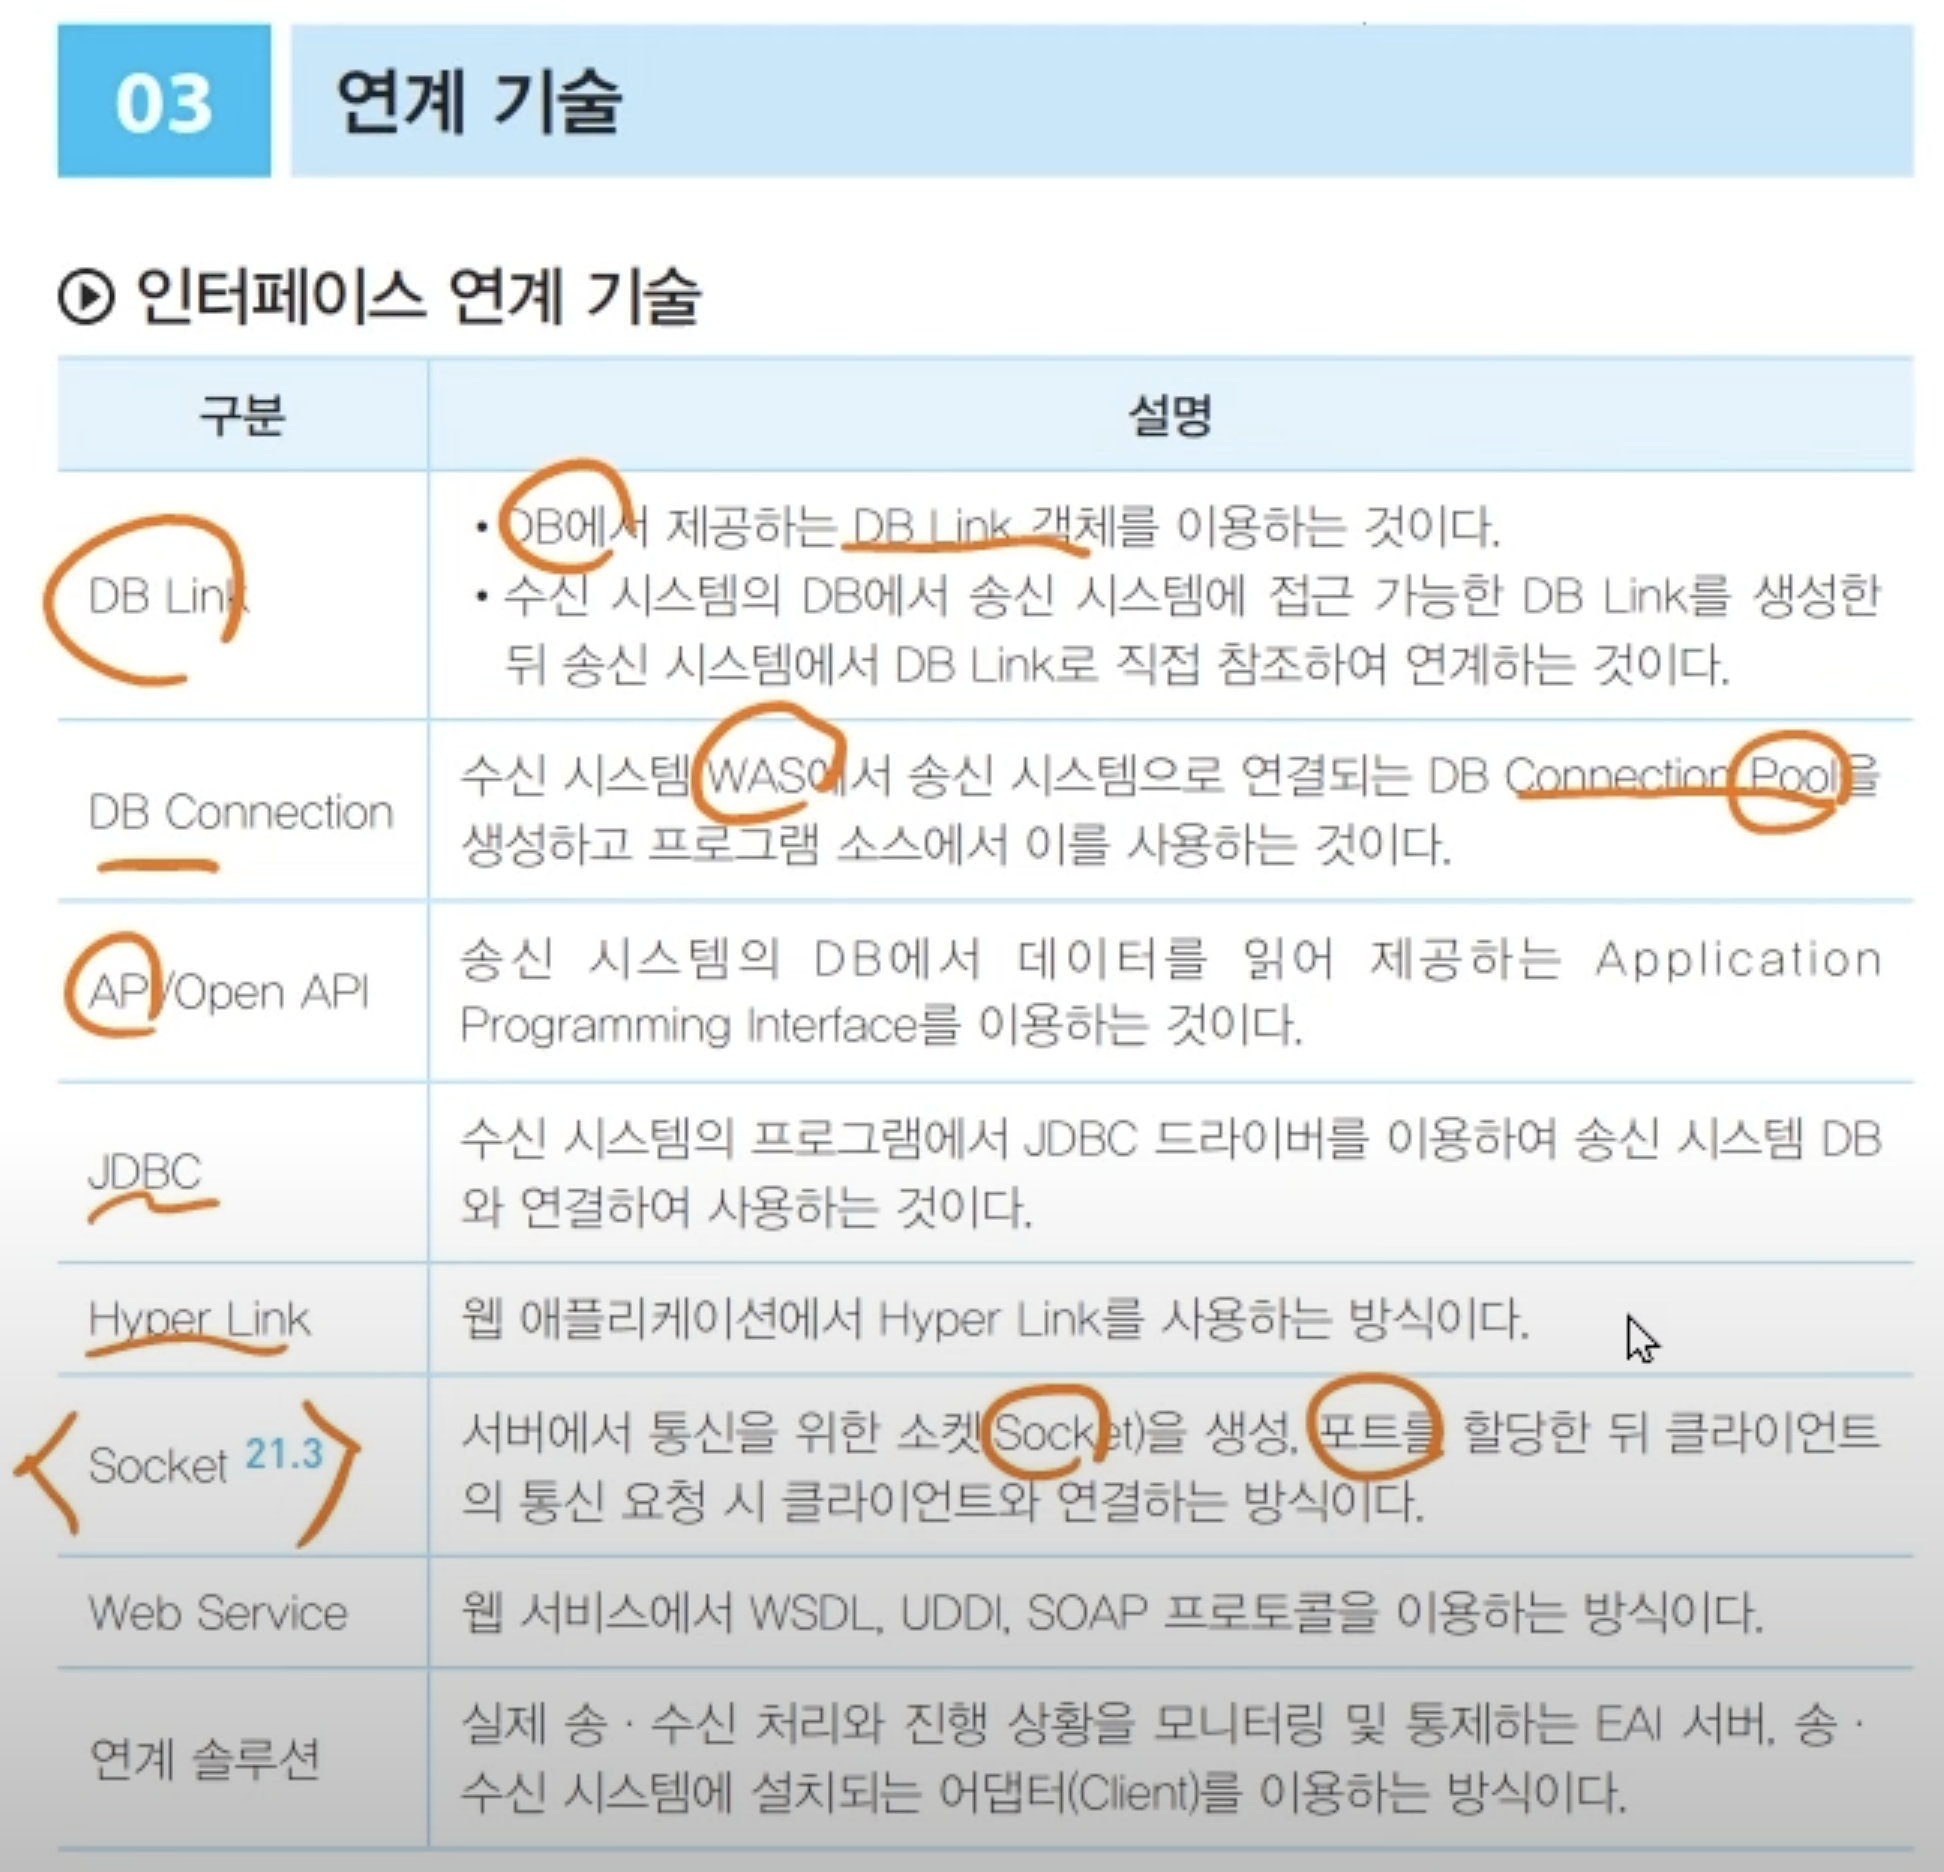 03 연계 기술
인터페이스 연계 기술
구분 설명
DB Link
• DB에서 제공하는 DB Link 객체를 이용하는 것이다.
• 수신 시스템의 DB에서 송신 시스템에 접근 가능한 DB Link를 생성한
뒤 송신 시스템에서 DB Link로 직접 참조하여 연계하는 것이다.
DB Connection
수신 시스템 WAS에서 송신 시스템으로 연결되는 DB Connection Pool을
생성하고 프로그램 소스에서 이를 사용하는 것이다.
API/Open API
송신 시스템의 DB에서 데이터를 읽어 제공하는 Application
Programming Interface를 이용하는 것이다.
JDBC
수신 시스템의 프로그램에서 JDBC 드라이버를 이용하여 송신 시스템 DB
와 연결하여 사용하는 것이다.
Hyper Link
웹 애플리케이션에서 Hyper Link를 사용하는 방식이다.
Socket 21.3
서버에서 통신을 위한 소켓(Socket)을 생성, 포트를 할당한 뒤 클라이언트
의 통신 요청 시 클라이언트와 연결하는 방식이다.
Web Service
웹 서비스에서 WSDL, UDDI, SOAP 프로토콜을 이용하는 방식이다.
연계 솔루션
실제 송 · 수신 처리와 진행 상황을 모니터링 및 통제하는 EAI 서버, 송 ·
수신 시스템에 설치되는 어댑터(Client)를 이용하는 방식이다.